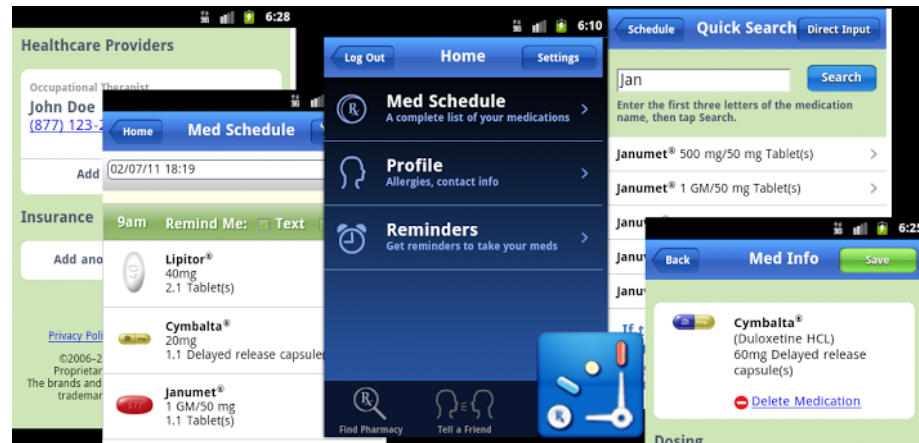 6:28
Healthcare Providers
Occupational Therapist
John Doe
(877) 123-2
Add
Insurance
Add ano
Privacy Poli
©2006–2
Proprietar
The brands and
trademar
Home
Med Schedule
02/07/11 18:19
9am Remind Me: Text
Lipitor®
40mg
2.1 Tablet(s)
Cymbalta®
20mg
1.1 Delayed release capsule
Janumet®
1 GM/50 mg
1.1 Tablet(s)
6:10
Log Out
Home
Settings
Med Schedule
A complete list of your medications
Profile
Allergies, contact info
Reminders
Get reminders to take your meds
Find Pharmacy
Tell a Friend
Schedule
Quick Search
Direct Input
Jan
Search
Enter the first three letters of the medication
name, then tap Search.
Janumet® 500 mg/50 mg Tablet(s)
Janumet® 1 GM/50 mg Tablet(s)
Janu
Janu
Janu
If t
6:25
Back
Med Info
Save
Cymbalta®
(Duloxetine HCL)
60mg Delayed release
capsule(s)
Delete Medication
Dosing